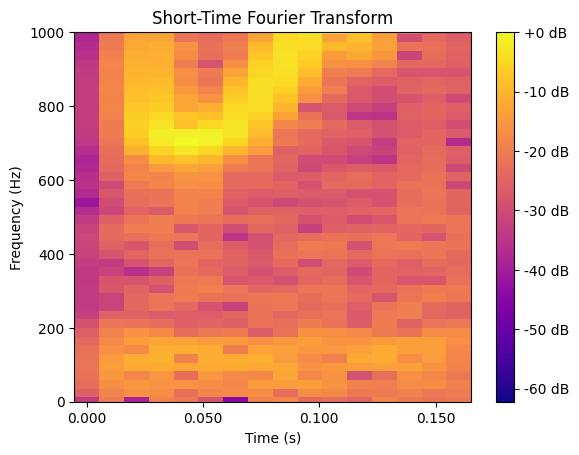 Short-Time Fourier Transform
1000
800
600
400
200
0
Frequency (Hz)
0.000
0.050
0.100
0.150
Time (s)
+0 dB
-10 dB
-20 dB
-30 dB
-40 dB
-50 dB
-60 dB